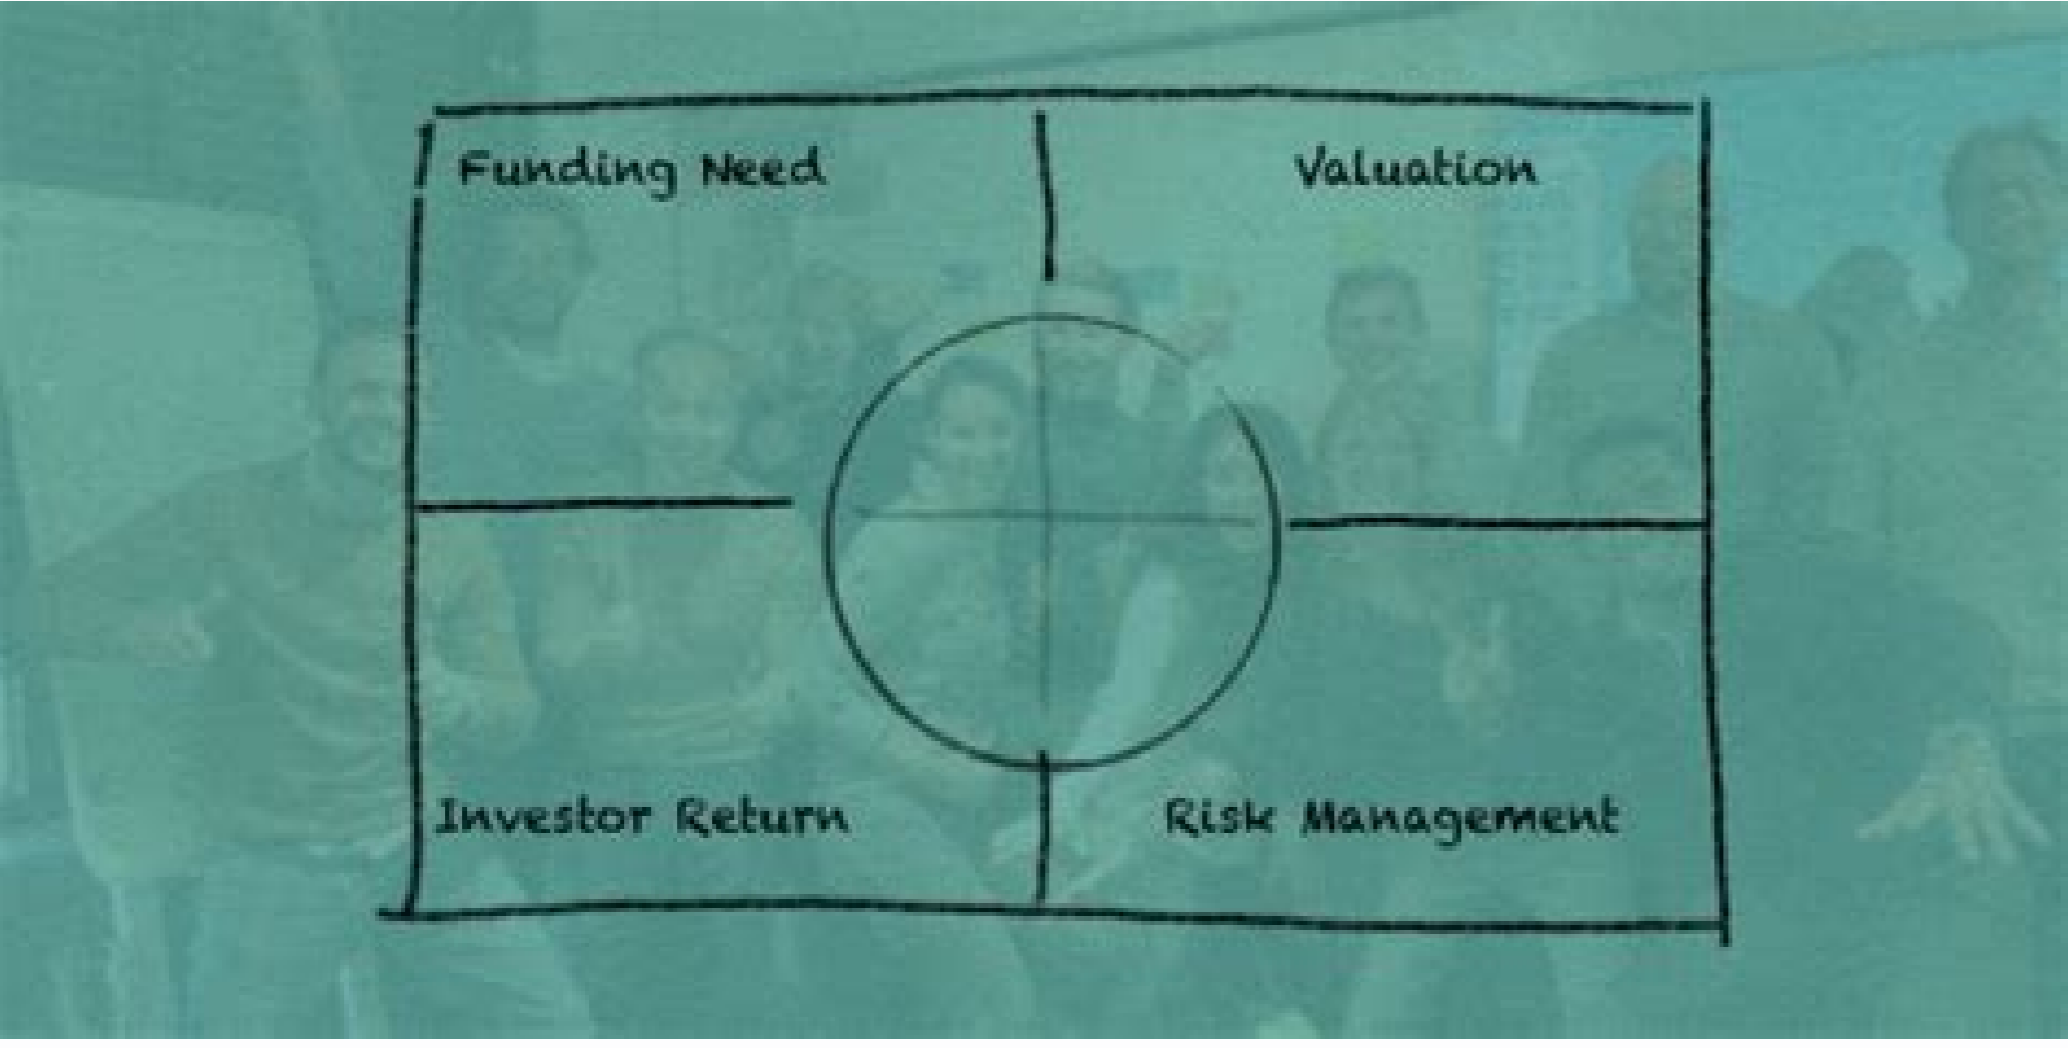 Funding Need
Valuation
Investor Return
Risk Management